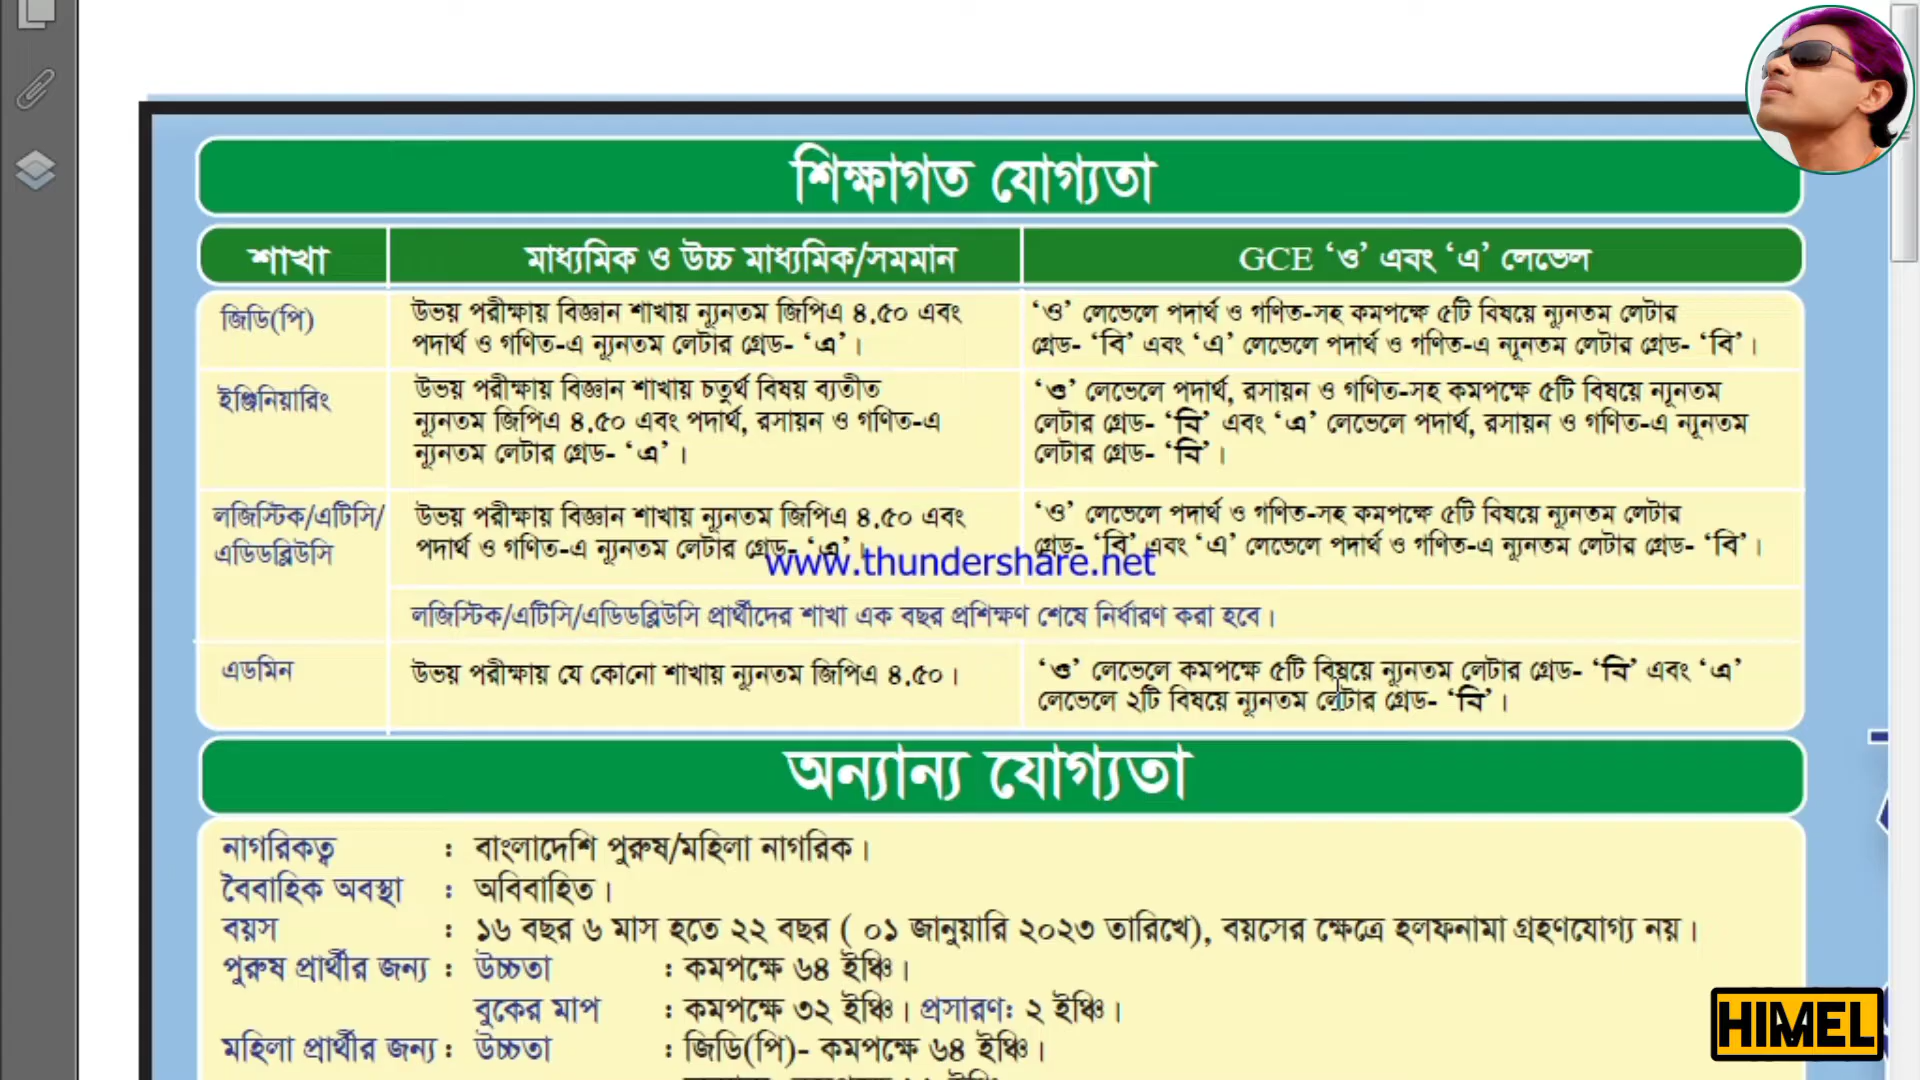 শিক্ষাগত যোগ্যতা
শাখা
মাধ্যমিক ও উচ্চ মাধ্যমিক/সমমান
GCE ‘ও’ এবং ‘এ’ লেভেল
জিডি(পি)
উভয় পরীক্ষায় বিজ্ঞান শাখায় ন্যূনতম জিপিএ ৪.৫০ এবং
পদার্থ ও গণিত-এ ন্যূনতম লেটার গ্রেড- ‘এ’।
‘ও’ লেভেলে পদার্থ ও গণিত-সহ কমপক্ষে ৫টি বিষয়ে ন্যূনতম লেটার
গ্রেড- ‘বি’ এবং ‘এ’ লেভেলে পদার্থ ও গণিত-এ ন্যূনতম লেটার গ্রেড- ‘বি’।
ইঞ্জিনিয়ারিং
উভয় পরীক্ষায় বিজ্ঞান শাখায় চতুর্থ বিষয় ব্যতীত
ন্যূনতম জিপিএ ৪.৫০ এবং পদার্থ, রসায়ন ও গণিত-এ
ন্যূনতম লেটার গ্রেড- ‘এ’।
‘ও’ লেভেলে পদার্থ, রসায়ন ও গণিত-সহ কমপক্ষে ৫টি বিষয়ে ন্যূনতম
লেটার গ্রেড- ‘বি’ এবং ‘এ’ লেভেলে পদার্থ, রসায়ন ও গণিত-এ ন্যূনতম
লেটার গ্রেড- ‘বি’।
লজিস্টিক/এটিসি/
এডিডব্লিউসি
উভয় পরীক্ষায় বিজ্ঞান শাখায় ন্যূনতম জিপিএ ৪.৫০ এবং
পদার্থ ও গণিত-এ ন্যূনতম লেটার গ্রেড- ‘এ’।
‘ও’ লেভেলে পদার্থ ও গণিত-সহ কমপক্ষে ৫টি বিষয়ে ন্যূনতম লেটার
গ্রেড- ‘বি’ এবং ‘এ’ লেভেলে পদার্থ ও গণিত-এ ন্যূনতম লেটার গ্রেড- ‘বি’।
www.thundershare.net
লজিস্টিক/এটিসি/এডিডব্লিউসি প্রার্থীদের শাখা এক বছর প্রশিক্ষণ শেষে নির্ধারণ করা হবে।
এডমিন
উভয় পরীক্ষায় যে কোনো শাখায় ন্যূনতম জিপিএ ৪.৫০।
‘ও’ লেভেলে কমপক্ষে ৫টি বিষয়ে ন্যূনতম লেটার গ্রেড- ‘বি’ এবং ‘এ’
লেভেলে ২টি বিষয়ে ন্যূনতম লেটার গ্রেড- ‘বি’।
অন্যান্য যোগ্যতা
নাগরিকত্ব : বাংলাদেশি পুরুষ/মহিলা নাগরিক।
বৈবাহিক অবস্থা : অবিবাহিত।
বয়স : ১৬ বছর ৬ মাস হতে ২২ বছর ( ০১ জানুয়ারি ২০২৩ তারিখে), বয়সের ক্ষেত্রে হলফনামা গ্রহণযোগ্য নয়।
পুরুষ প্রার্থীর জন্য : উচ্চতা : কমপক্ষে ৬৪ ইঞ্চি।
বুকের মাপ : কমপক্ষে ৩২ ইঞ্চি। প্রসারণ: ২ ইঞ্চি।
মহিলা প্রার্থীর জন্য : উচ্চতা : জিডি(পি)- কমপক্ষে ৬৪ ইঞ্চি।
HIMEL